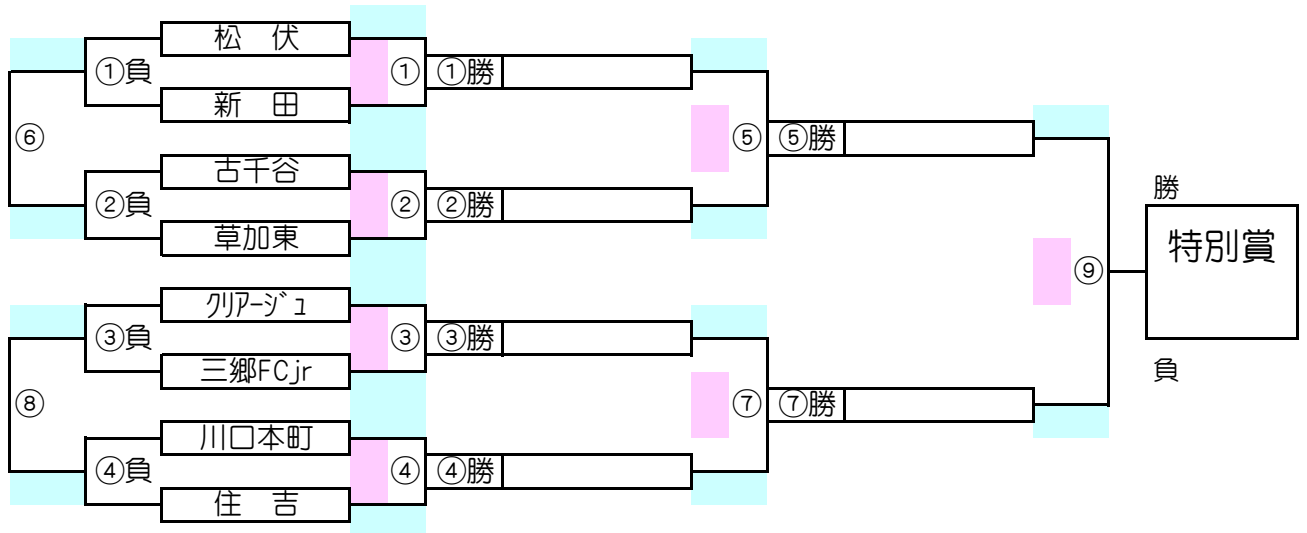 松　伏
①負
①
①勝
新　田
⑥
⑤
⑤勝
古千谷
②負
②
②勝
草加東
勝
特別賞
⑨
クリアージュ
③負
③
③勝
三郷FCjr
負
⑧
⑦
⑦勝
川口本町
④負
④
④勝
住　吉